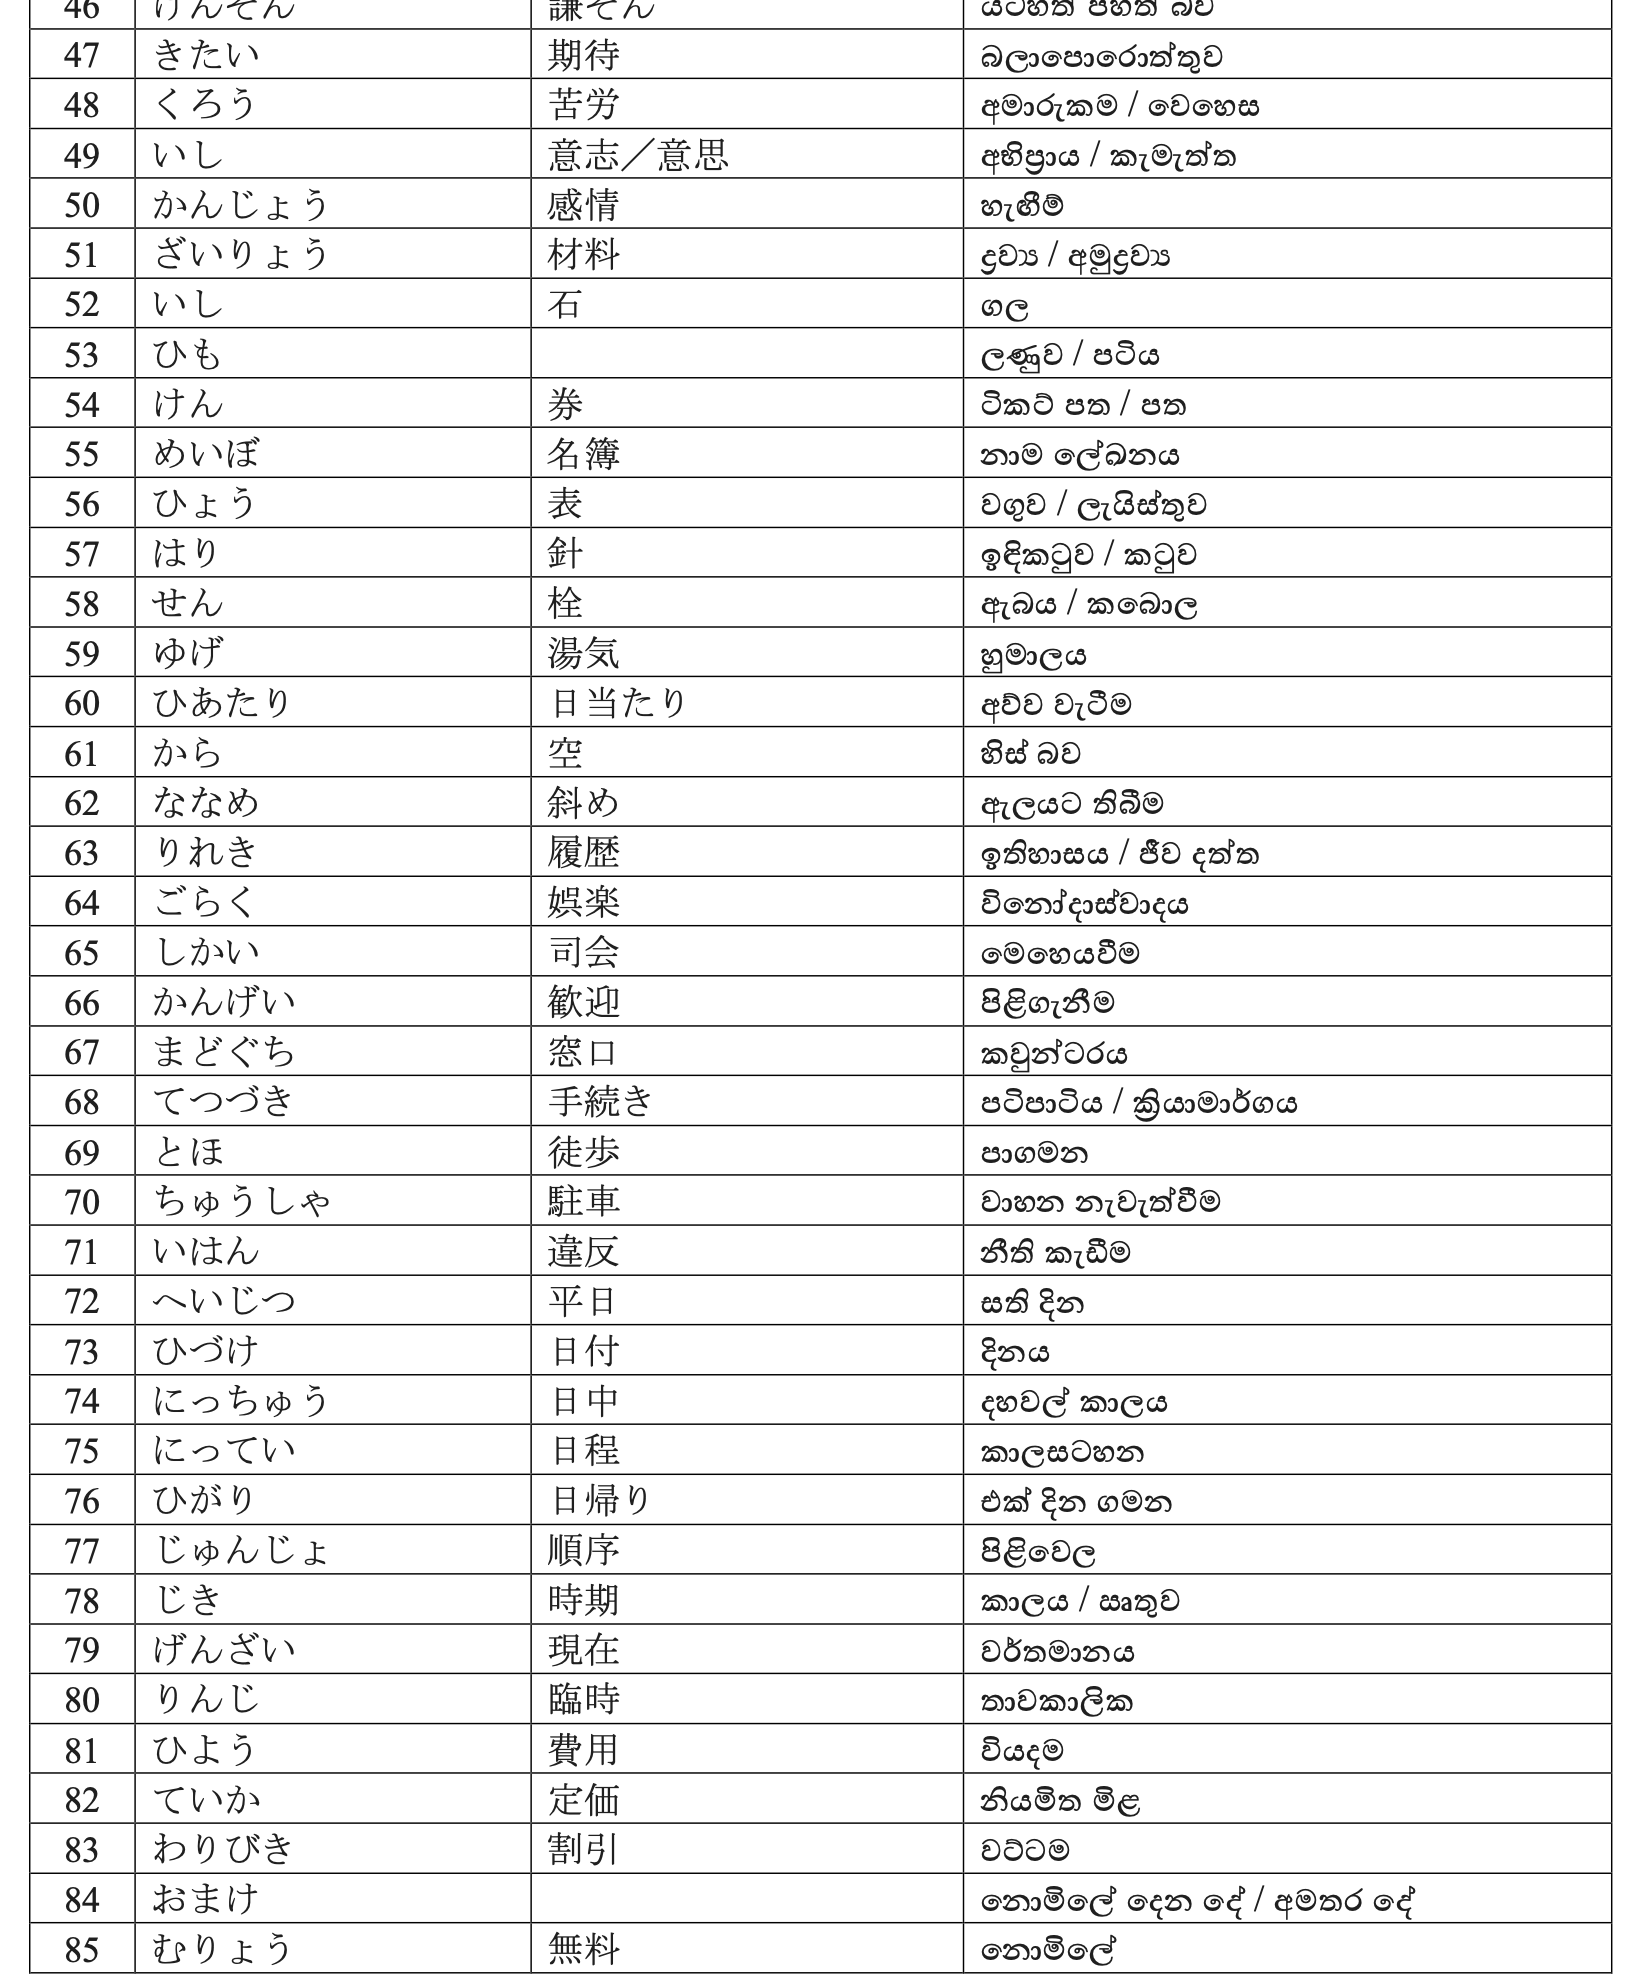 46 けんそん 謙そん යටහත් පහත් බව
47 きたい 期待 බලාපොරොත්තුව
48 くろう 苦労 අමාරුකම / වෙහෙස
49 いし 意志／意思 අභිප්‍රාය / කැමැත්ත
50 かんじょう 感情 හැඟීම්
51 ざいりょう 材料 ද්‍රව්‍ය / අමුද්‍රව්‍ය
52 いし 石 ගල
53 ひも ලණුව / පටිය
54 けん 券 ටිකට් පත / පත
55 めいぼ 名簿 නාම ලේඛනය
56 ひょう 表 වගුව / ලැයිස්තුව
57 はり 針 ඉඳිකටුව / කටුව
58 せん 栓 ඇබය / කබොල
59 ゆげ 湯気 හුමාලය
60 ひあたり 日当たり අව්ව වැටීම
61 から 空 හිස් බව
62 ななめ 斜め ඇලයට තිබීම
63 りれき 履歴 ඉතිහාසය / ජීව දත්ත
64 ごらく 娯楽 විනෝදාස්වාදය
65 しかい 司会 මෙහෙයවීම
66 かんげい 歓迎 පිළිගැනීම
67 まどぐち 窓口 කවුන්ටරය
68 てつづき 手続き පටිපාටිය / ක්‍රියාමාර්ගය
69 とほ 徒歩 පාගමන
70 ちゅうしゃ 駐車 වාහන නැවැත්වීම
71 いはん 違反 නීති කැඩීම
72 へいじつ 平日 සති දින
73 ひづけ 日付 දිනය
74 にっちゅう 日中 දහවල් කාලය
75 にってい 日程 කාලසටහන
76 ひがり 日帰り එක් දින ගමන
77 じゅんじょ 順序 පිළිවෙල
78 じき 時期 කාලය / ඍතුව
79 げんざい 現在 වර්තමානය
80 りんじ 臨時 තාවකාලික
81 ひよう 費用 වියදම
82 ていか 定価 නියමිත මිළ
83 わりびき 割引 වට්ටම
84 おまけ නොමිලේ දෙන දේ / අමතර දේ
85 むりょう 無料 නොමිලේ